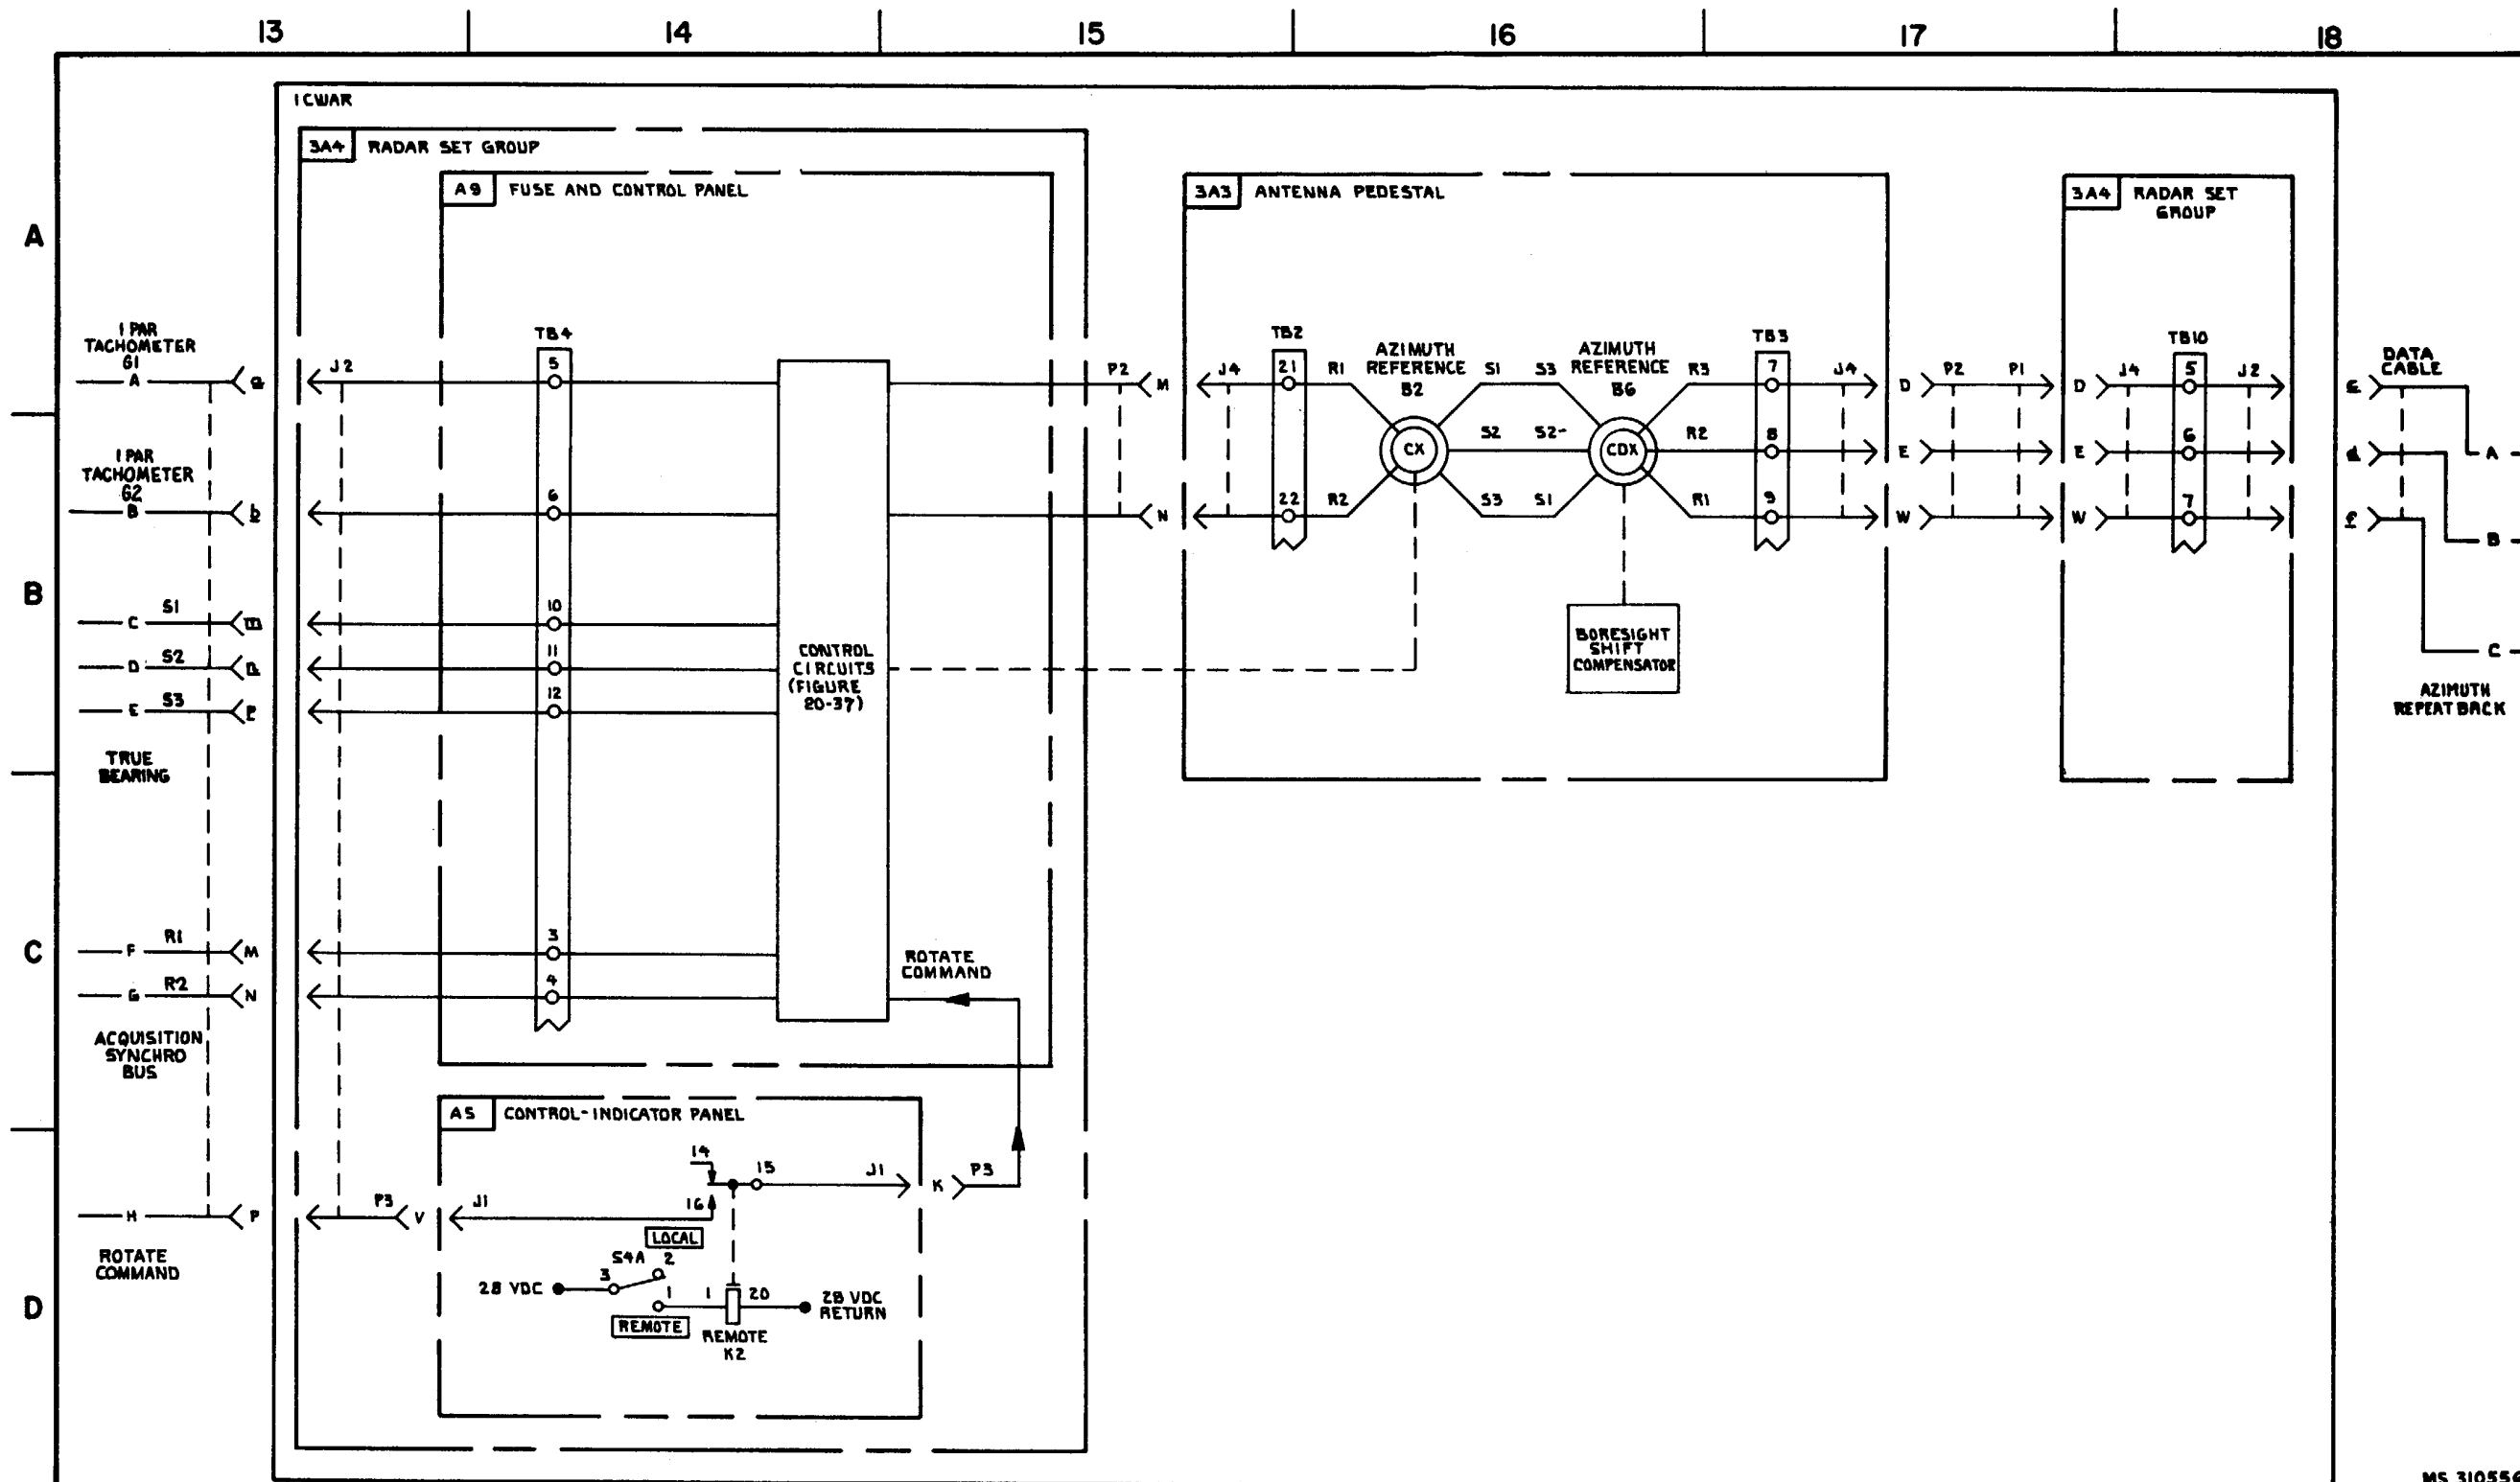 13 14 15 16 17 18
ICWAR
3A4 RADAR SET GROUP
A9 FUSE AND CONTROL PANEL
3A3 ANTENNA PEDESTAL
3A4 RADAR SET
GROUP
A
B
C
D
I PAR
TACHOMETER
G1
A a J2
TB4
5
P2 M J4
TB2
21 R1
AZIMUTH
REFERENCE
B2
S1 S3
AZIMUTH
REFERENCE
B6
R3
TB3
7 J4 D P2 P1 D J4
TB10
5 J2 c
DATA
CABLE
CX S2 S2- CDX R2 8 E E 6 d A
I PAR
TACHOMETER
G2
B b 6 N 22 R2 S3 S1 R1 9 W W 7 f B
C S1 m 10
D S2 n 11
E S3 p 12
TRUE
BEARING
CONTROL
CIRCUITS
(FIGURE
20-37)
BORESIGHT
SHIFT
COMPENSATOR
C
AZIMUTH
REPEAT BACK
F R1 M 3
G R2 N 4
ACQUISITION
SYNCHRO
BUS
ROTATE
COMMAND
A5 CONTROL-INDICATOR PANEL
14 15 J1 K P3
H P P3 V J1 16
ROTATE
COMMAND
LOCAL
S4A 2
28 VDC 3
1 1 20 28 VDC
RETURN
REMOTE
REMOTE
K2